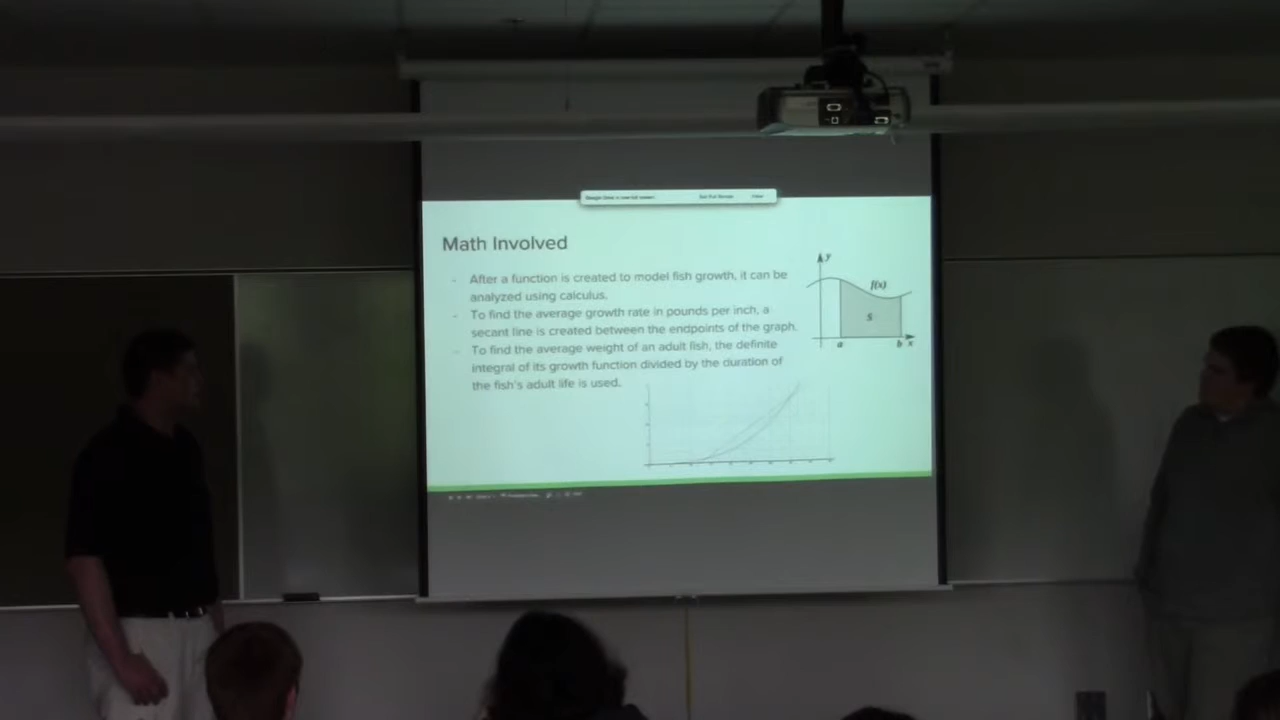 Math Involved
- After a function is created to model fish growth, it can be
analyzed using calculus.
- To find the average growth rate in pounds per inch, a
secant line is created between the endpoints of the graph.
- To find the average weight of an adult fish, the definite
integral of its growth function divided by the duration of
the fish's adult life is used.
y
f(x)
S
a b x